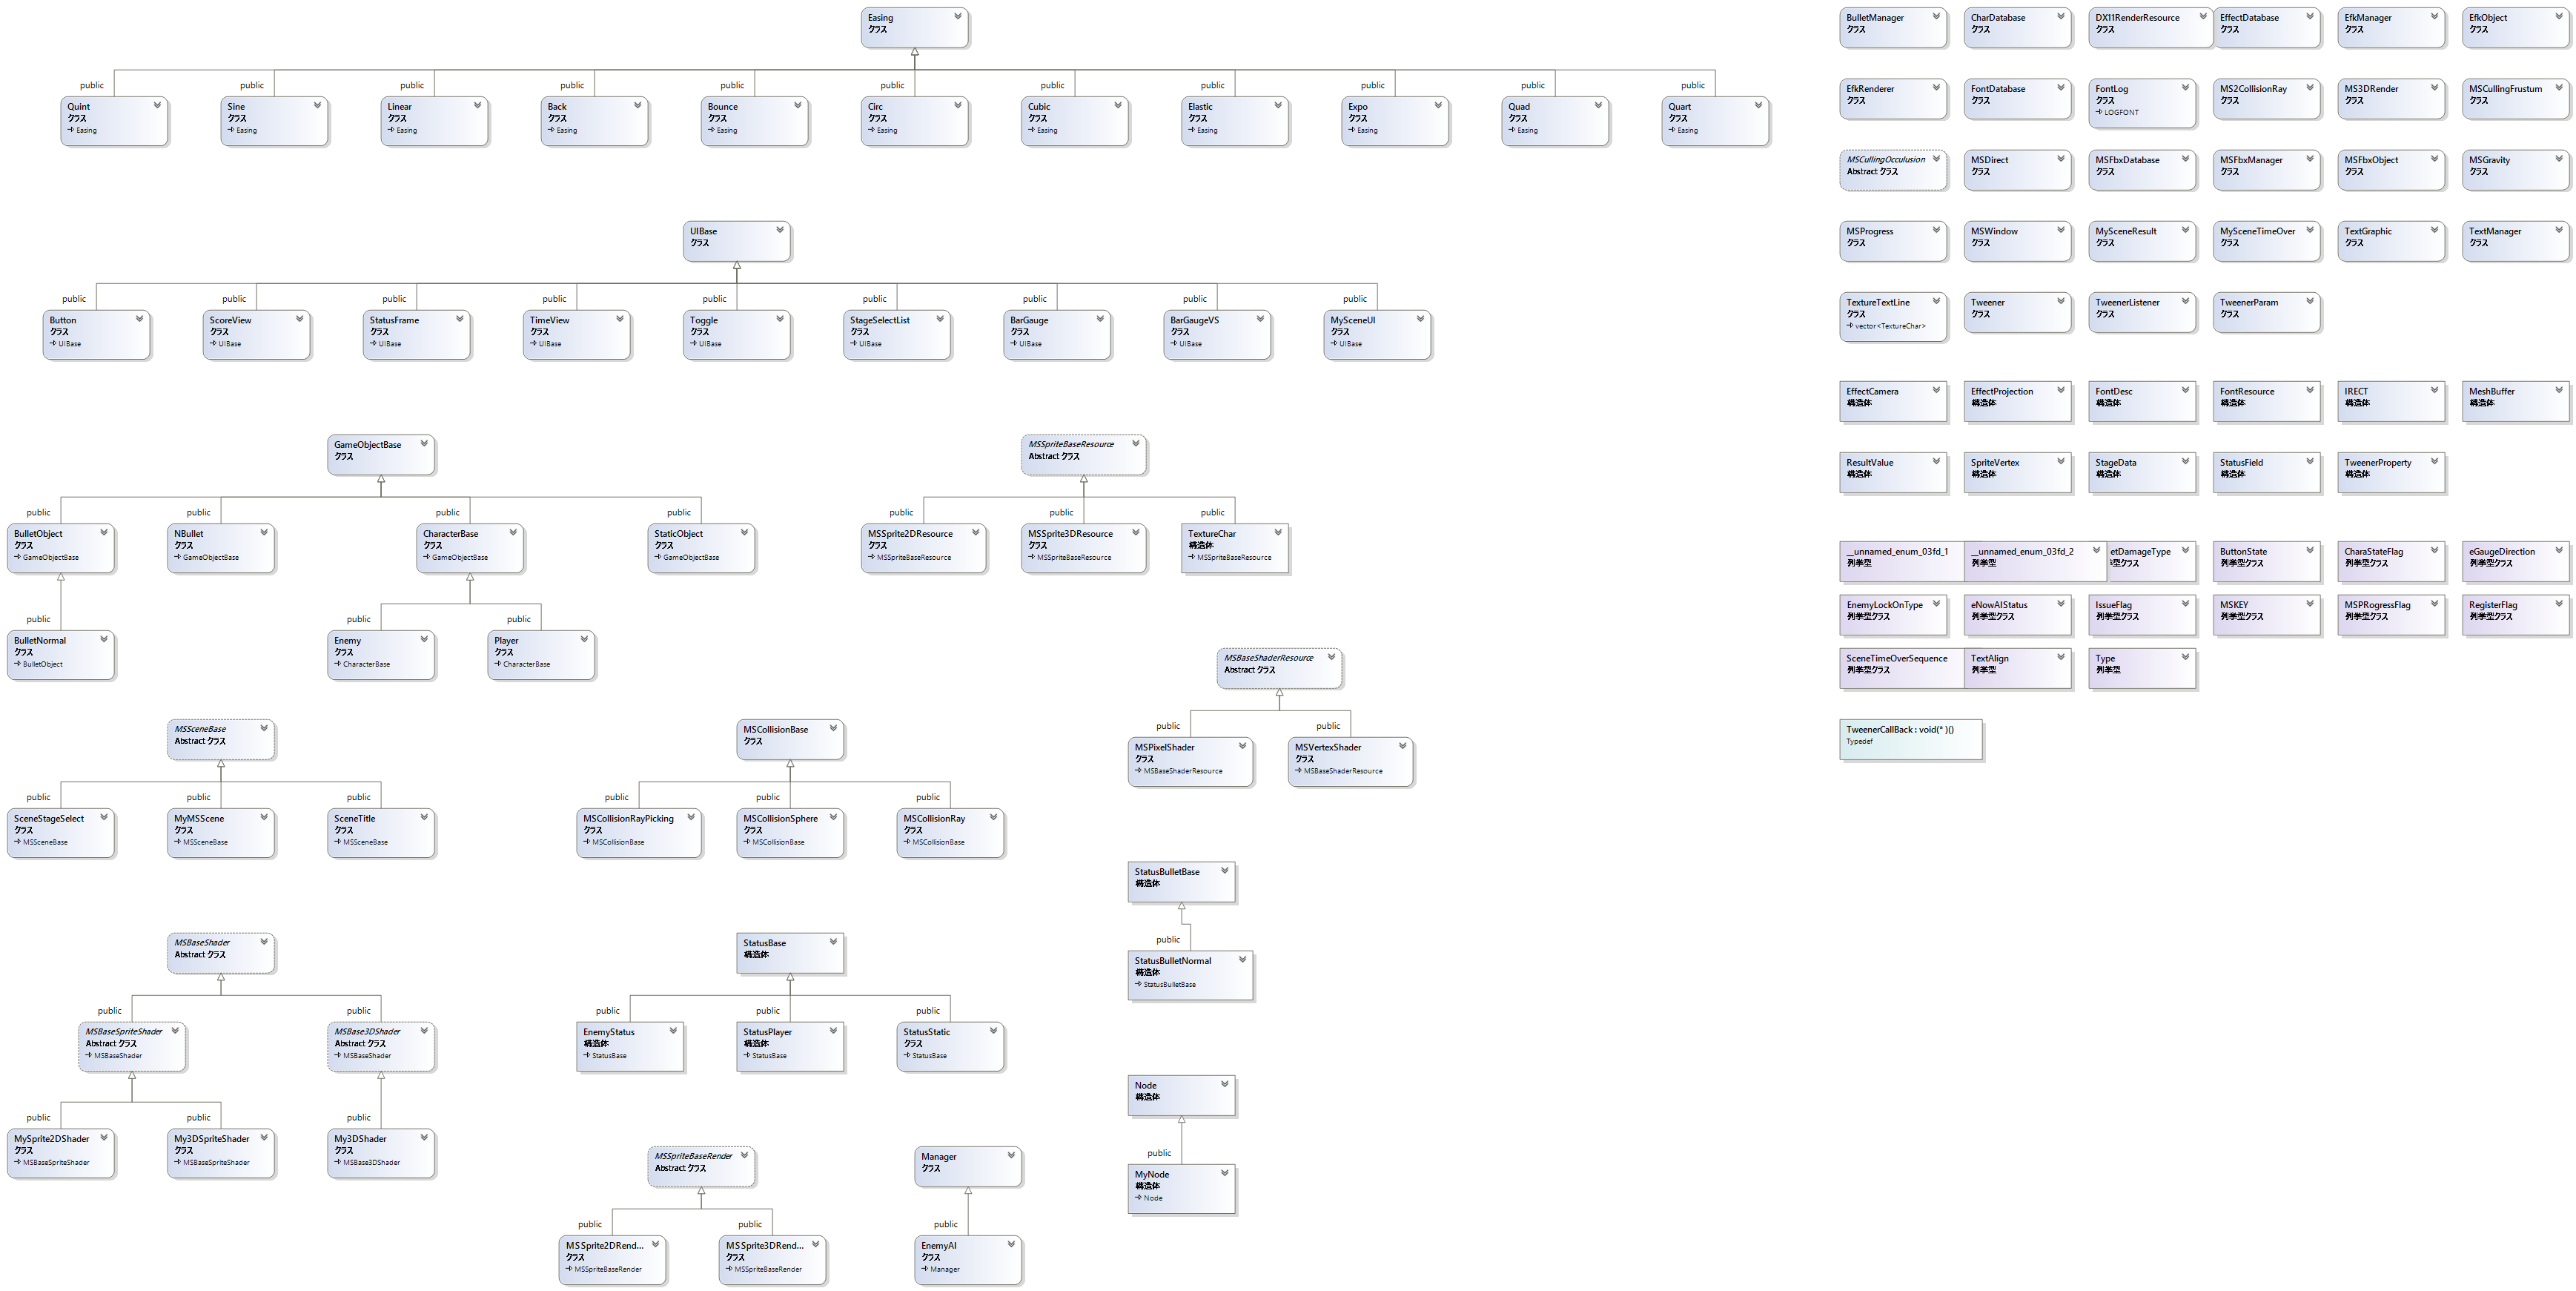 Easing
クラス
public
public
public
public
public
public
public
public
public
public
public
Quint
クラス
Easing
Sine
クラス
Easing
Linear
クラス
Easing
Back
クラス
Easing
Bounce
クラス
Easing
Circ
クラス
Easing
Cubic
クラス
Easing
Elastic
クラス
Easing
Expo
クラス
Easing
Quad
クラス
Easing
Quart
クラス
Easing
UIBase
クラス
public
public
public
public
public
public
public
public
public
Button
クラス
UIBase
ScoreView
クラス
UIBase
StatusFrame
クラス
UIBase
TimeView
クラス
UIBase
Toggle
クラス
UIBase
StageSelectList
クラス
UIBase
BarGauge
クラス
UIBase
BarGaugeVS
クラス
UIBase
MySceneUI
クラス
UIBase
GameObjectBase
クラス
public
public
public
public
BulletObject
クラス
GameObjectBase
NBullet
クラス
GameObjectBase
CharacterBase
クラス
GameObjectBase
StaticObject
クラス
GameObjectBase
public
public
public
BulletNormal
クラス
BulletObject
Enemy
クラス
CharacterBase
Player
クラス
CharacterBase
MSSpriteBaseResource
Abstract クラス
public
public
public
MSSprite2DResource
クラス
MSSpriteBaseResource
MSSprite3DResource
クラス
MSSpriteBaseResource
TextureChar
構造体
MSSpriteBaseResource
MSBaseShaderResource
Abstract クラス
public
public
MSPixelShader
クラス
MSBaseShaderResource
MSVertexShader
クラス
MSBaseShaderResource
MSSceneBase
Abstract クラス
public
public
public
SceneStageSelect
クラス
MSSceneBase
MyMSScene
クラス
MSSceneBase
SceneTitle
クラス
MSSceneBase
MSCollisionBase
クラス
public
public
public
MSCollisionRayPicking
クラス
MSCollisionBase
MSCollisionSphere
クラス
MSCollisionBase
MSCollisionRay
クラス
MSCollisionBase
StatusBulletBase
構造体
public
StatusBulletNormal
構造体
StatusBulletBase
MSBaseShader
Abstract クラス
public
public
MSBaseSpriteShader
Abstract クラス
MSBaseShader
MSBase3DShader
Abstract クラス
MSBaseShader
public
public
public
MySprite2DShader
クラス
MSBaseSpriteShader
My3DSpriteShader
クラス
MSBaseSpriteShader
My3DShader
クラス
MSBase3DShader
StatusBase
構造体
public
public
public
EnemyStatus
構造体
StatusBase
StatusPlayer
構造体
StatusBase
StatusStatic
クラス
StatusBase
Node
構造体
public
MyNode
構造体
Node
MSSpriteBaseRender
Abstract クラス
public
public
MSSprite2DRend...
クラス
MSSpriteBaseRender
MSSprite3DRend...
クラス
MSSpriteBaseRender
Manager
クラス
EnemyAI
クラス
Manager
BulletManager
クラス
CharDatabase
クラス
DX11RenderResource
クラス
EffectDatabase
クラス
EfkManager
クラス
EfkObject
クラス
EfkRenderer
クラス
FontDatabase
クラス
FontLog
クラス
LOGFONT
MS2CollisionRay
クラス
MS3DRender
クラス
MSCullingFrustum
クラス
MSCullingOcculusion
Abstract クラス
MSDirect
クラス
MSFbxDatabase
クラス
MSFbxManager
クラス
MSFbxObject
クラス
MSGravity
クラス
MSProgress
クラス
MSWindow
クラス
MySceneResult
クラス
MySceneTimeOver
クラス
TextGraphic
クラス
TextManager
クラス
TextureTextLine
クラス
vector<TextureChar>
Tweener
クラス
TweenerListener
クラス
TweenerParam
クラス
EffectCamera
構造体
EffectProjection
構造体
FontDesc
構造体
FontResource
構造体
IRECT
構造体
MeshBuffer
構造体
ResultValue
構造体
SpriteVertex
構造体
StageData
構造体
StatusField
構造体
TweenerProperty
構造体
__unnamed_enum_03fd_1
列挙型
__unnamed_enum_03fd_2
列挙型
etDamageType
型クラス
ButtonState
列挙型クラス
CharaStateFlag
列挙型クラス
eGaugeDirection
列挙型クラス
EnemyLockOnType
列挙型クラス
eNowAIStatus
列挙型クラス
IssueFlag
列挙型クラス
MSKEY
列挙型クラス
MSPRogressFlag
列挙型クラス
RegisterFlag
列挙型クラス
SceneTimeOverSequence
列挙型クラス
TextAlign
列挙型
Type
列挙型
TweenerCallBack : void(* )()
Typedef